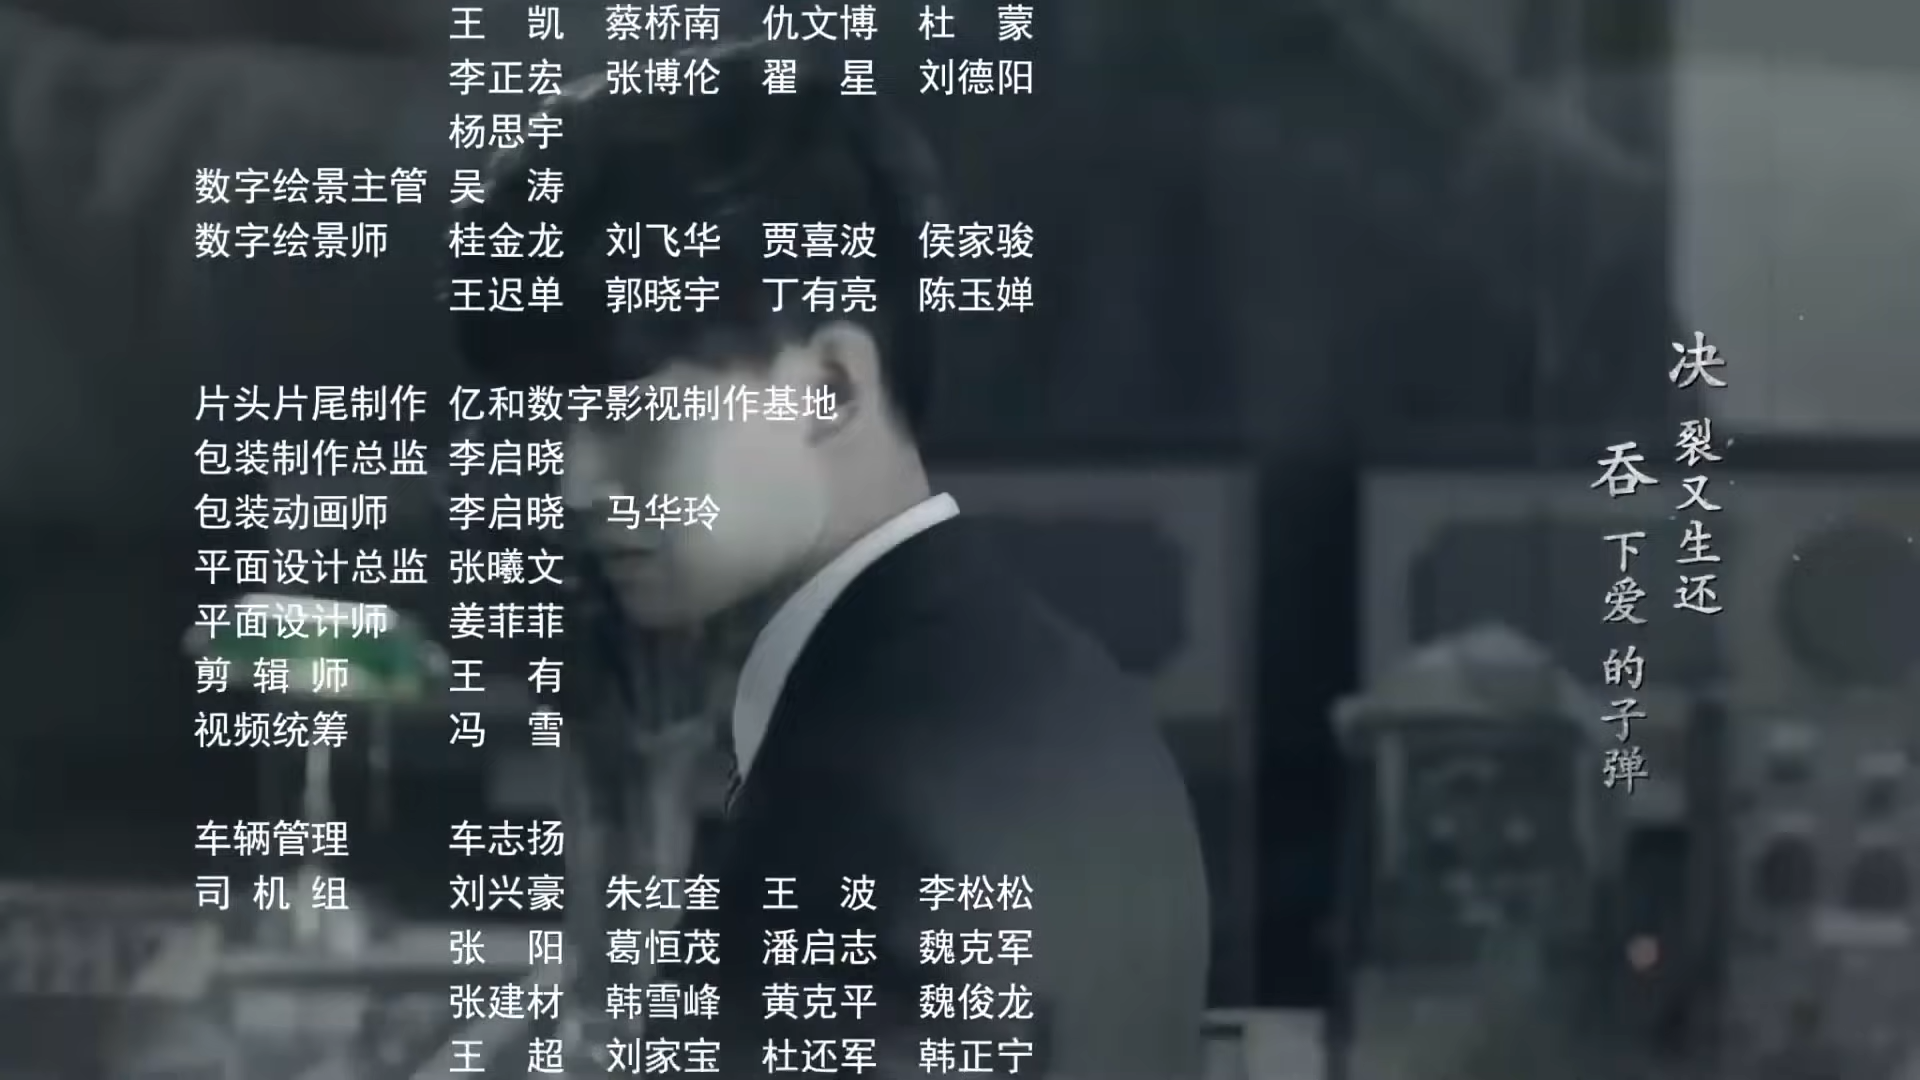 王　凯　蔡桥南　仇文博　杜　蒙
李正宏　张博伦　翟　星　刘德阳
杨思宇
数字绘景主管　吴　涛
数字绘景师　桂金龙　刘飞华　贾喜波　侯家骏
王迟单　郭晓宇　丁有亮　陈玉婵
片头片尾制作　亿和数字影视制作基地
包装制作总监　李启晓
包装动画师　李启晓　马华玲
平面设计总监　张曦文
平面设计师　姜菲菲
剪 辑 师　王　有
视频统筹　冯　雪
车辆管理　车志扬
司 机 组　刘兴豪　朱红奎　王　波　李松松
张　阳　葛恒茂　潘启志　魏克军
张建材　韩雪峰　黄克平　魏俊龙
王　超　刘家宝　杜还军　韩正宁
决裂又生还
吞下爱的子弹